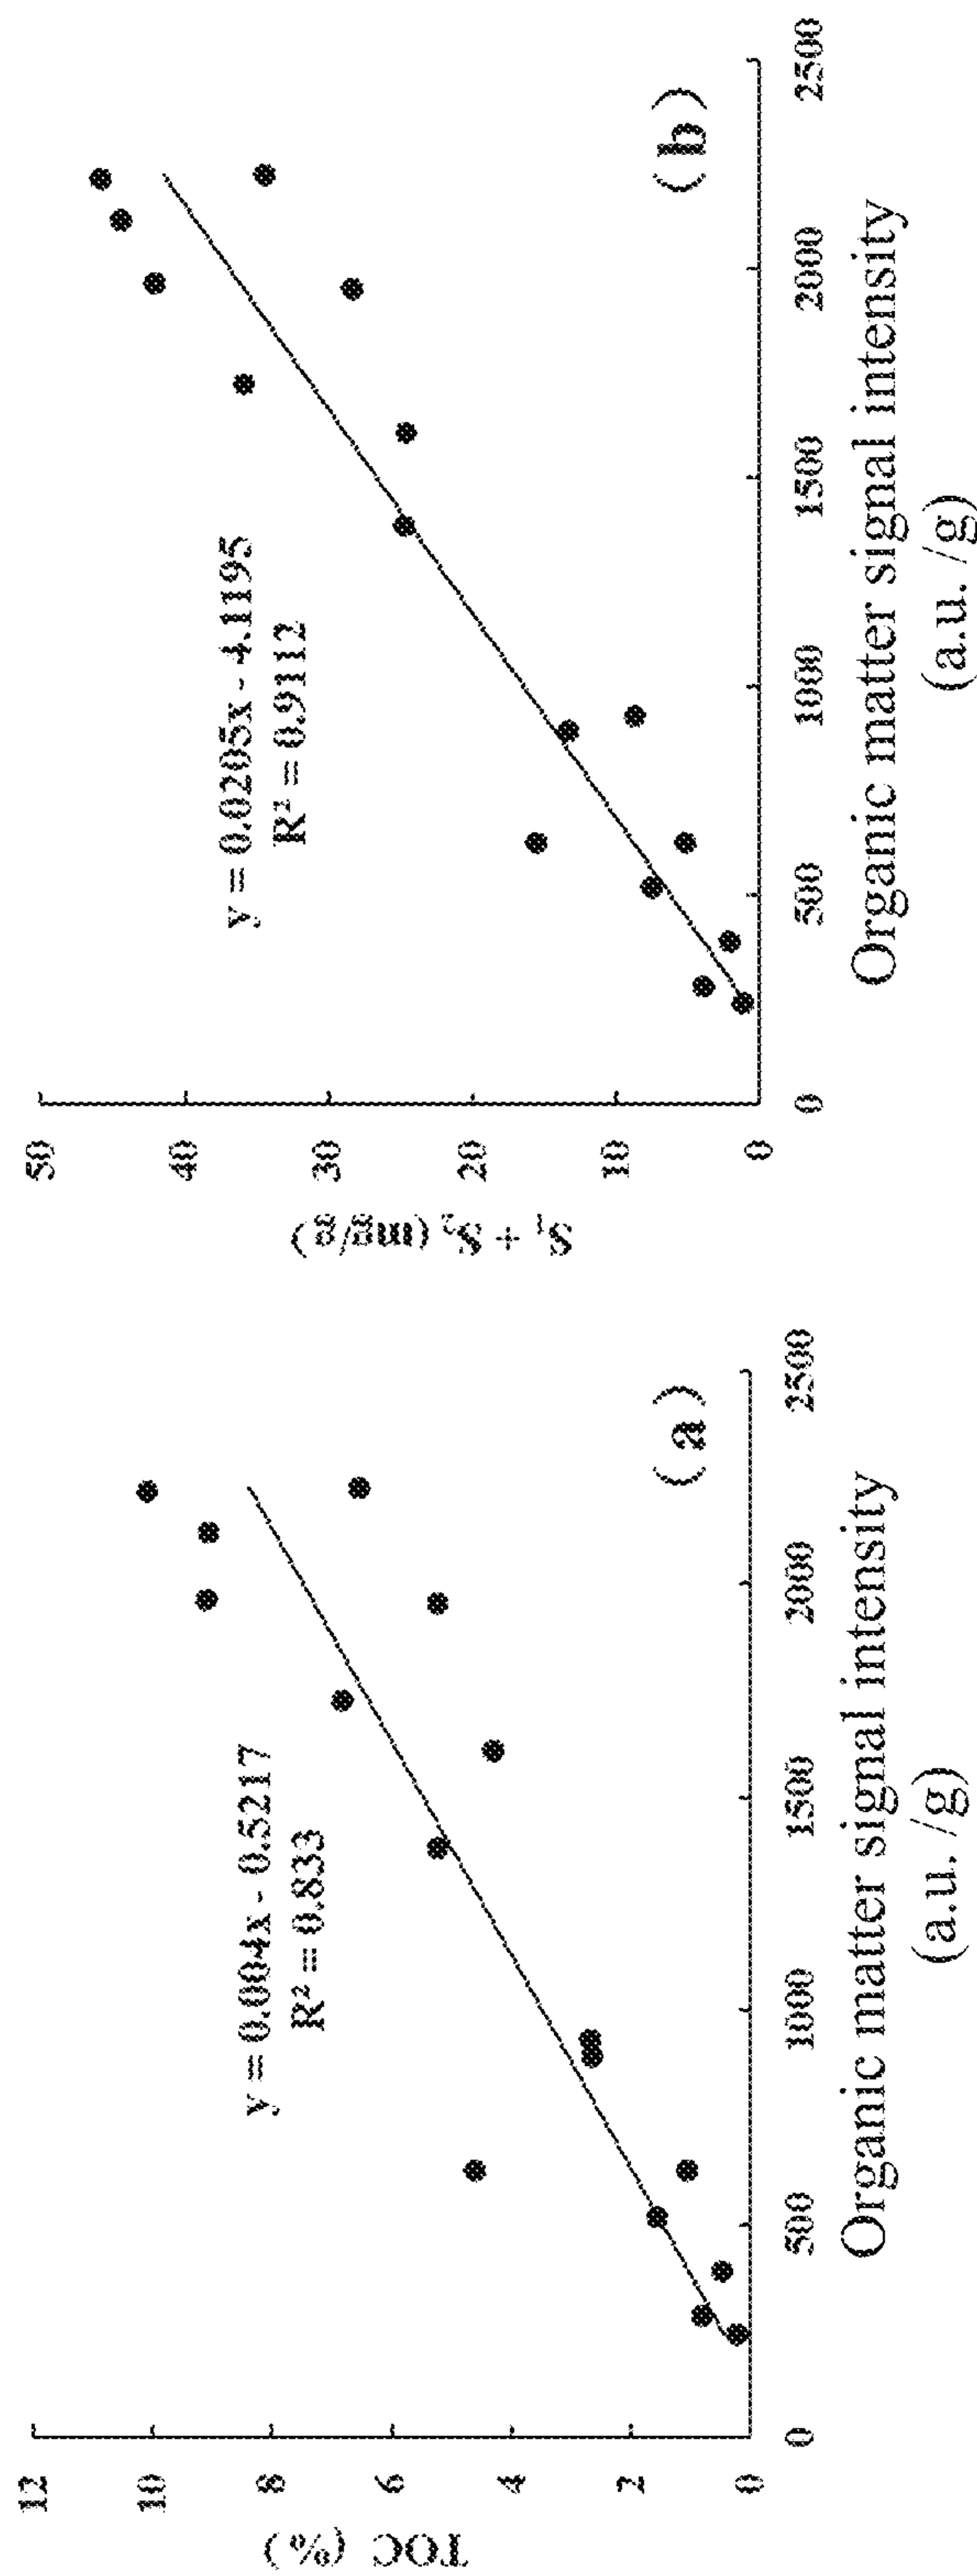 TOC (%)
12
10
8
6
4
2
0
y = 0.004x - 0.5217
R² = 0.833
(a)
0
500
1000
1500
2000
2500
Organic matter signal intensity
(a.u. /g)
S₁ + S₂ (mg/g)
50
40
30
20
10
0
y = 0.0205x - 4.1195
R² = 0.9112
(b)
0
500
1000
1500
2000
2500
Organic matter signal intensity
(a.u. /g)